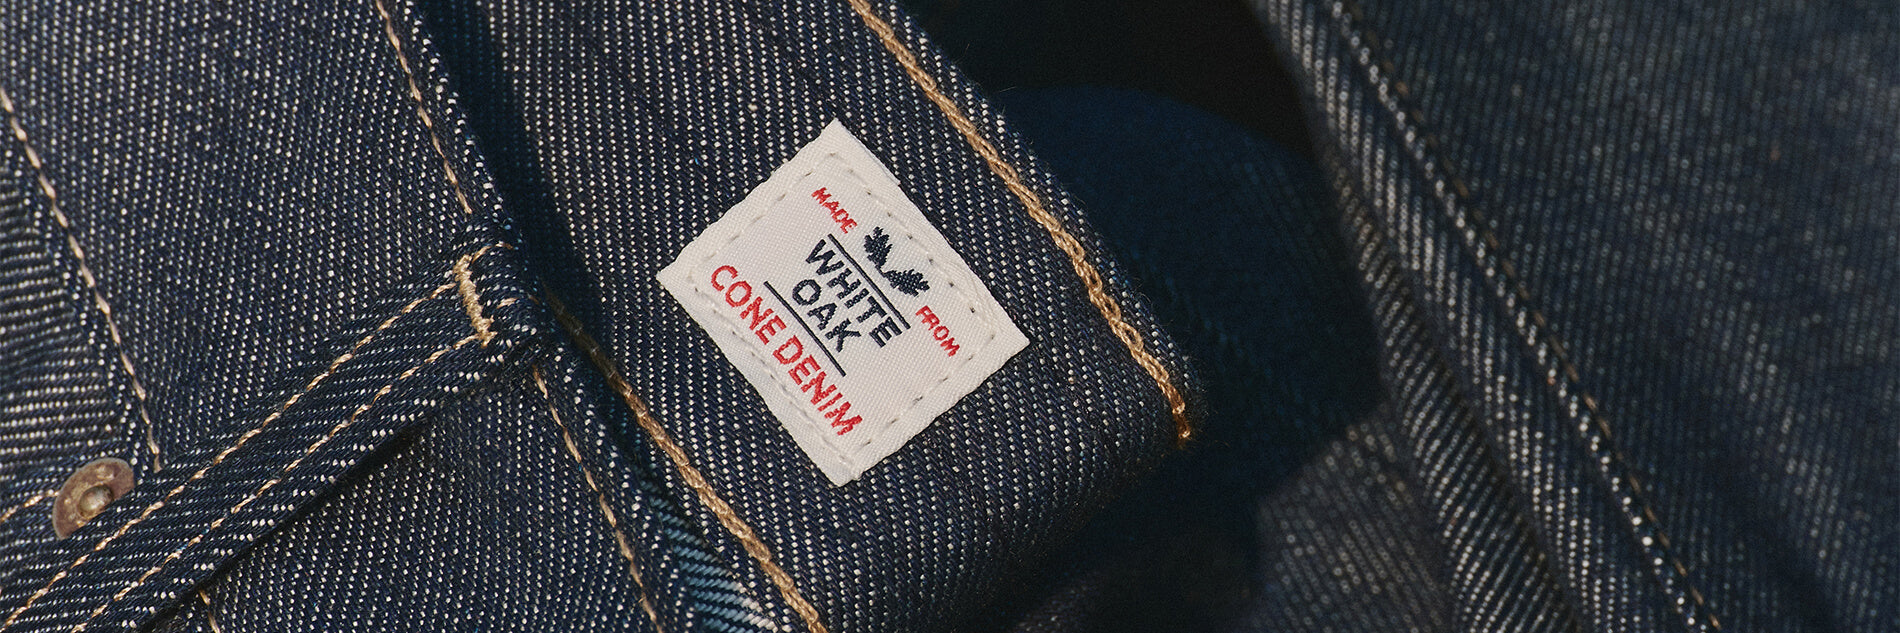 MADE FROM
WHITE
OAK
CONE DENIM